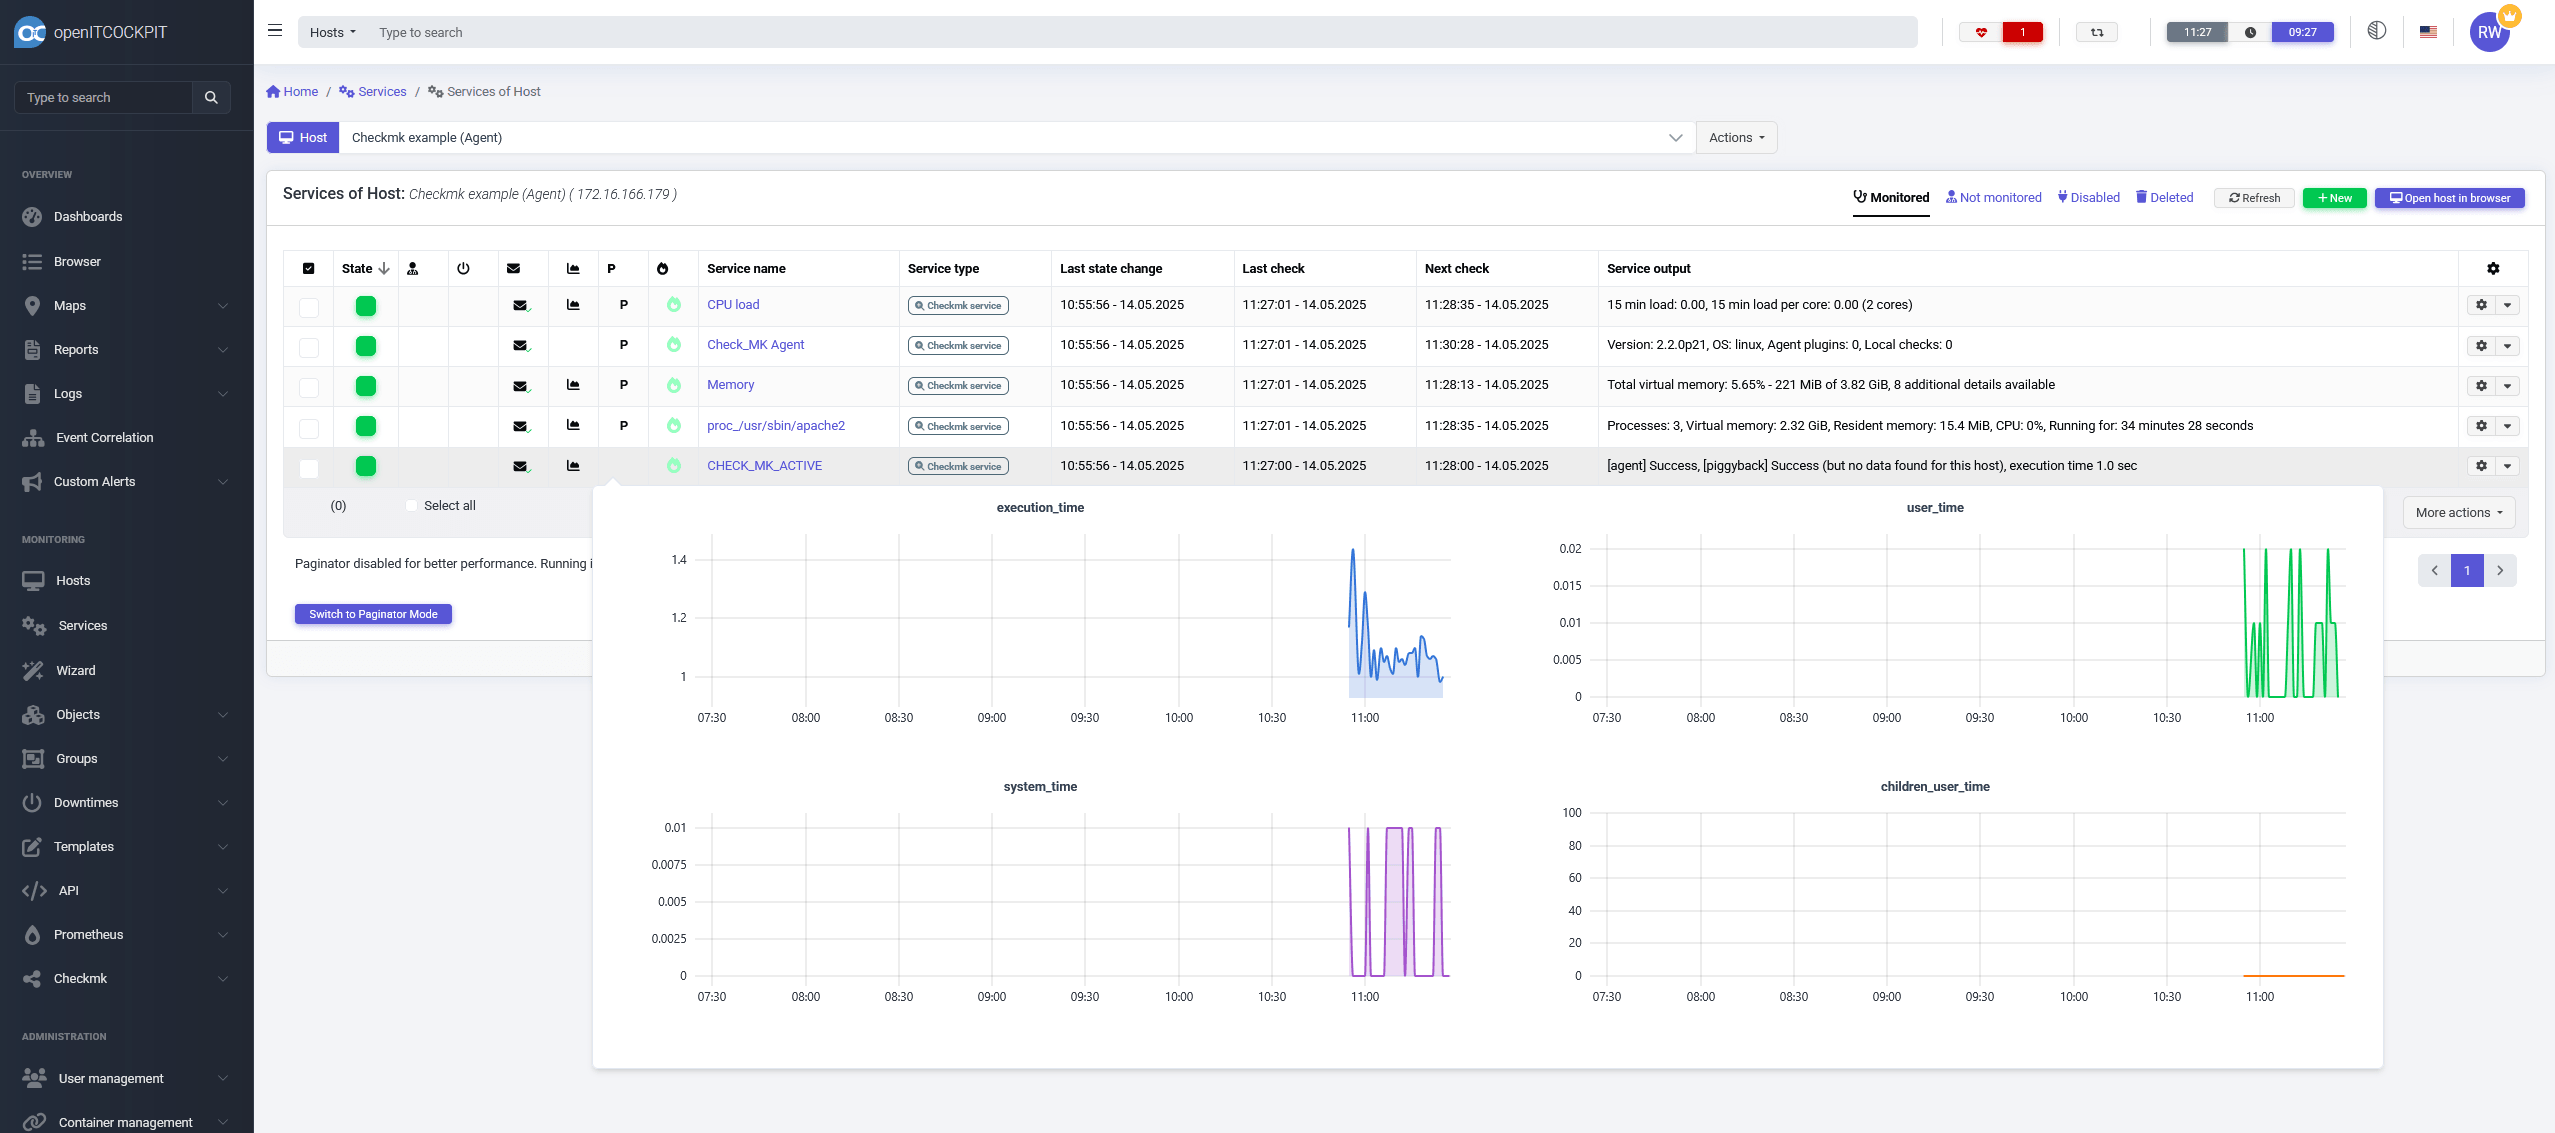 openITCOCKPIT
Hosts
Type to search
1
11:27
09:27
RW
Type to search
Home / Services / Services of Host
Host
Checkmk example (Agent)
Actions
OVERVIEW
Dashboards
Browser
Maps
Reports
Logs
Event Correlation
Custom Alerts
MONITORING
Hosts
Services
Wizard
Objects
Groups
Downtimes
Templates
API
Prometheus
Checkmk
ADMINISTRATION
User management
Container management
Services of Host: Checkmk example (Agent) ( 172.16.166.179 )
Monitored
Not monitored
Disabled
Deleted
Refresh
+ New
Open host in browser
State P Service name Service type Last state change Last check Next check Service output
P CPU load Checkmk service 10:55:56 - 14.05.2025 11:27:01 - 14.05.2025 11:28:35 - 14.05.2025 15 min load: 0.00, 15 min load per core: 0.00 (2 cores)
P Check_MK Agent Checkmk service 10:55:56 - 14.05.2025 11:27:01 - 14.05.2025 11:30:28 - 14.05.2025 Version: 2.2.0p21, OS: linux, Agent plugins: 0, Local checks: 0
P Memory Checkmk service 10:55:56 - 14.05.2025 11:27:01 - 14.05.2025 11:28:13 - 14.05.2025 Total virtual memory: 5.65% - 221 MiB of 3.82 GiB, 8 additional details available
P proc_/usr/sbin/apache2 Checkmk service 10:55:56 - 14.05.2025 11:27:01 - 14.05.2025 11:28:35 - 14.05.2025 Processes: 3, Virtual memory: 2.32 GiB, Resident memory: 15.4 MiB, CPU: 0%, Running for: 34 minutes 28 seconds
CHECK_MK_ACTIVE Checkmk service 10:55:56 - 14.05.2025 11:27:00 - 14.05.2025 11:28:00 - 14.05.2025 [agent] Success, [piggyback] Success (but no data found for this host), execution time 1.0 sec
(0)
Select all
More actions
Paginator disabled for better performance. Running i
1
Switch to Paginator Mode
execution_time
1.4
1.2
1
07:30 08:00 08:30 09:00 09:30 10:00 10:30 11:00
user_time
0.02
0.015
0.01
0.005
0
07:30 08:00 08:30 09:00 09:30 10:00 10:30 11:00
system_time
0.01
0.0075
0.005
0.0025
0
07:30 08:00 08:30 09:00 09:30 10:00 10:30 11:00
children_user_time
100
80
60
40
20
0
07:30 08:00 08:30 09:00 09:30 10:00 10:30 11:00